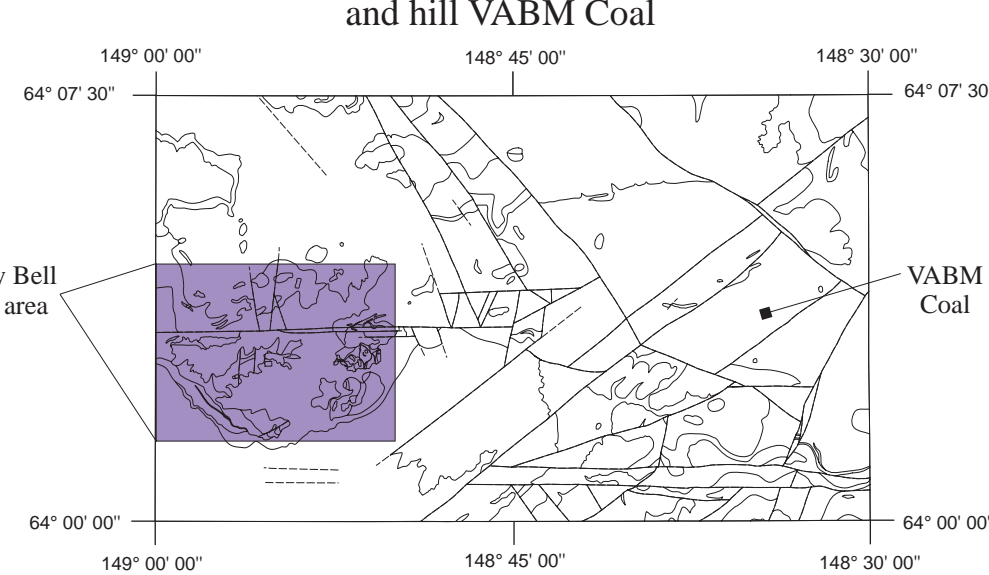 and hill VABM Coal
149° 00' 00"
148° 45' 00"
148° 30' 00"
64° 07' 30"
64° 07' 30
y Bell
area
VABM
Coal
64° 00' 00"
64° 00' 00"
149° 00' 00"
148° 45' 00"
148° 30' 00"